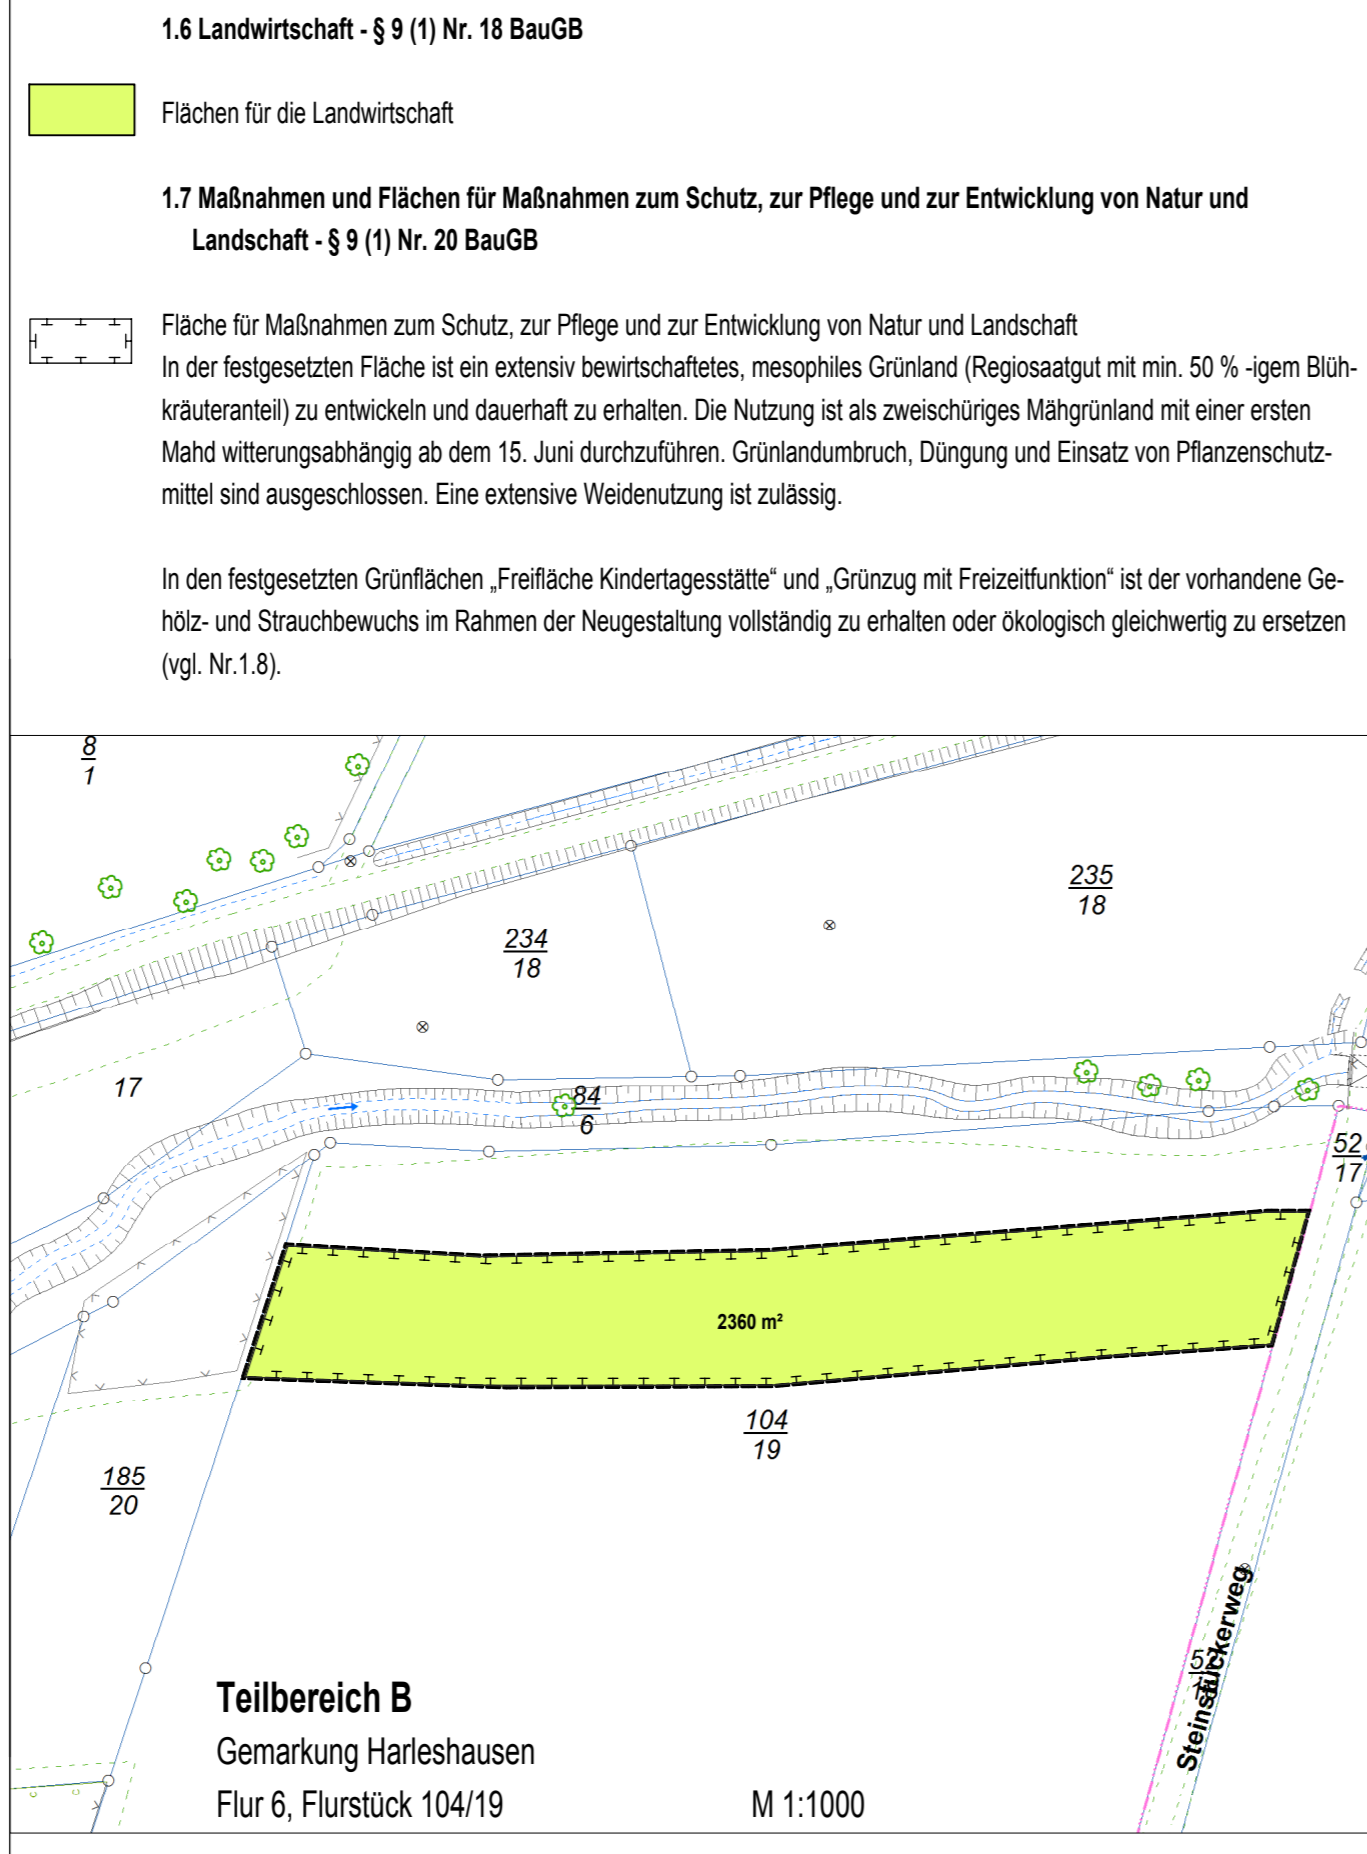 1.6 Landwirtschaft - § 9 (1) Nr. 18 BauGB
Flächen für die Landwirtschaft
1.7 Maßnahmen und Flächen für Maßnahmen zum Schutz, zur Pflege und zur Entwicklung von Natur und
Landschaft - § 9 (1) Nr. 20 BauGB
Fläche für Maßnahmen zum Schutz, zur Pflege und zur Entwicklung von Natur und Landschaft
In der festgesetzten Fläche ist ein extensiv bewirtschaftetes, mesophiles Grünland (Regiosaatgut mit min. 50 % -igem Blüh-
kräuteranteil) zu entwickeln und dauerhaft zu erhalten. Die Nutzung ist als zweischüriges Mähgrünland mit einer ersten
Mahd witterungsabhängig ab dem 15. Juni durchzuführen. Grünlandumbruch, Düngung und Einsatz von Pflanzenschutz-
mittel sind ausgeschlossen. Eine extensive Weidenutzung ist zulässig.
In den festgesetzten Grünflächen „Freifläche Kindertagesstätte“ und „Grünzug mit Freizeitfunktion“ ist der vorhandene Ge-
hölz- und Strauchbewuchs im Rahmen der Neugestaltung vollständig zu erhalten oder ökologisch gleichwertig zu ersetzen
(vgl. Nr.1.8).
8
1
235
18
234
18
17
84
6
52
17
2360 m²
104
19
185
20
Steinstückerweg
Teilbereich B
Gemarkung Harleshausen
Flur 6, Flurstück 104/19
M 1:1000